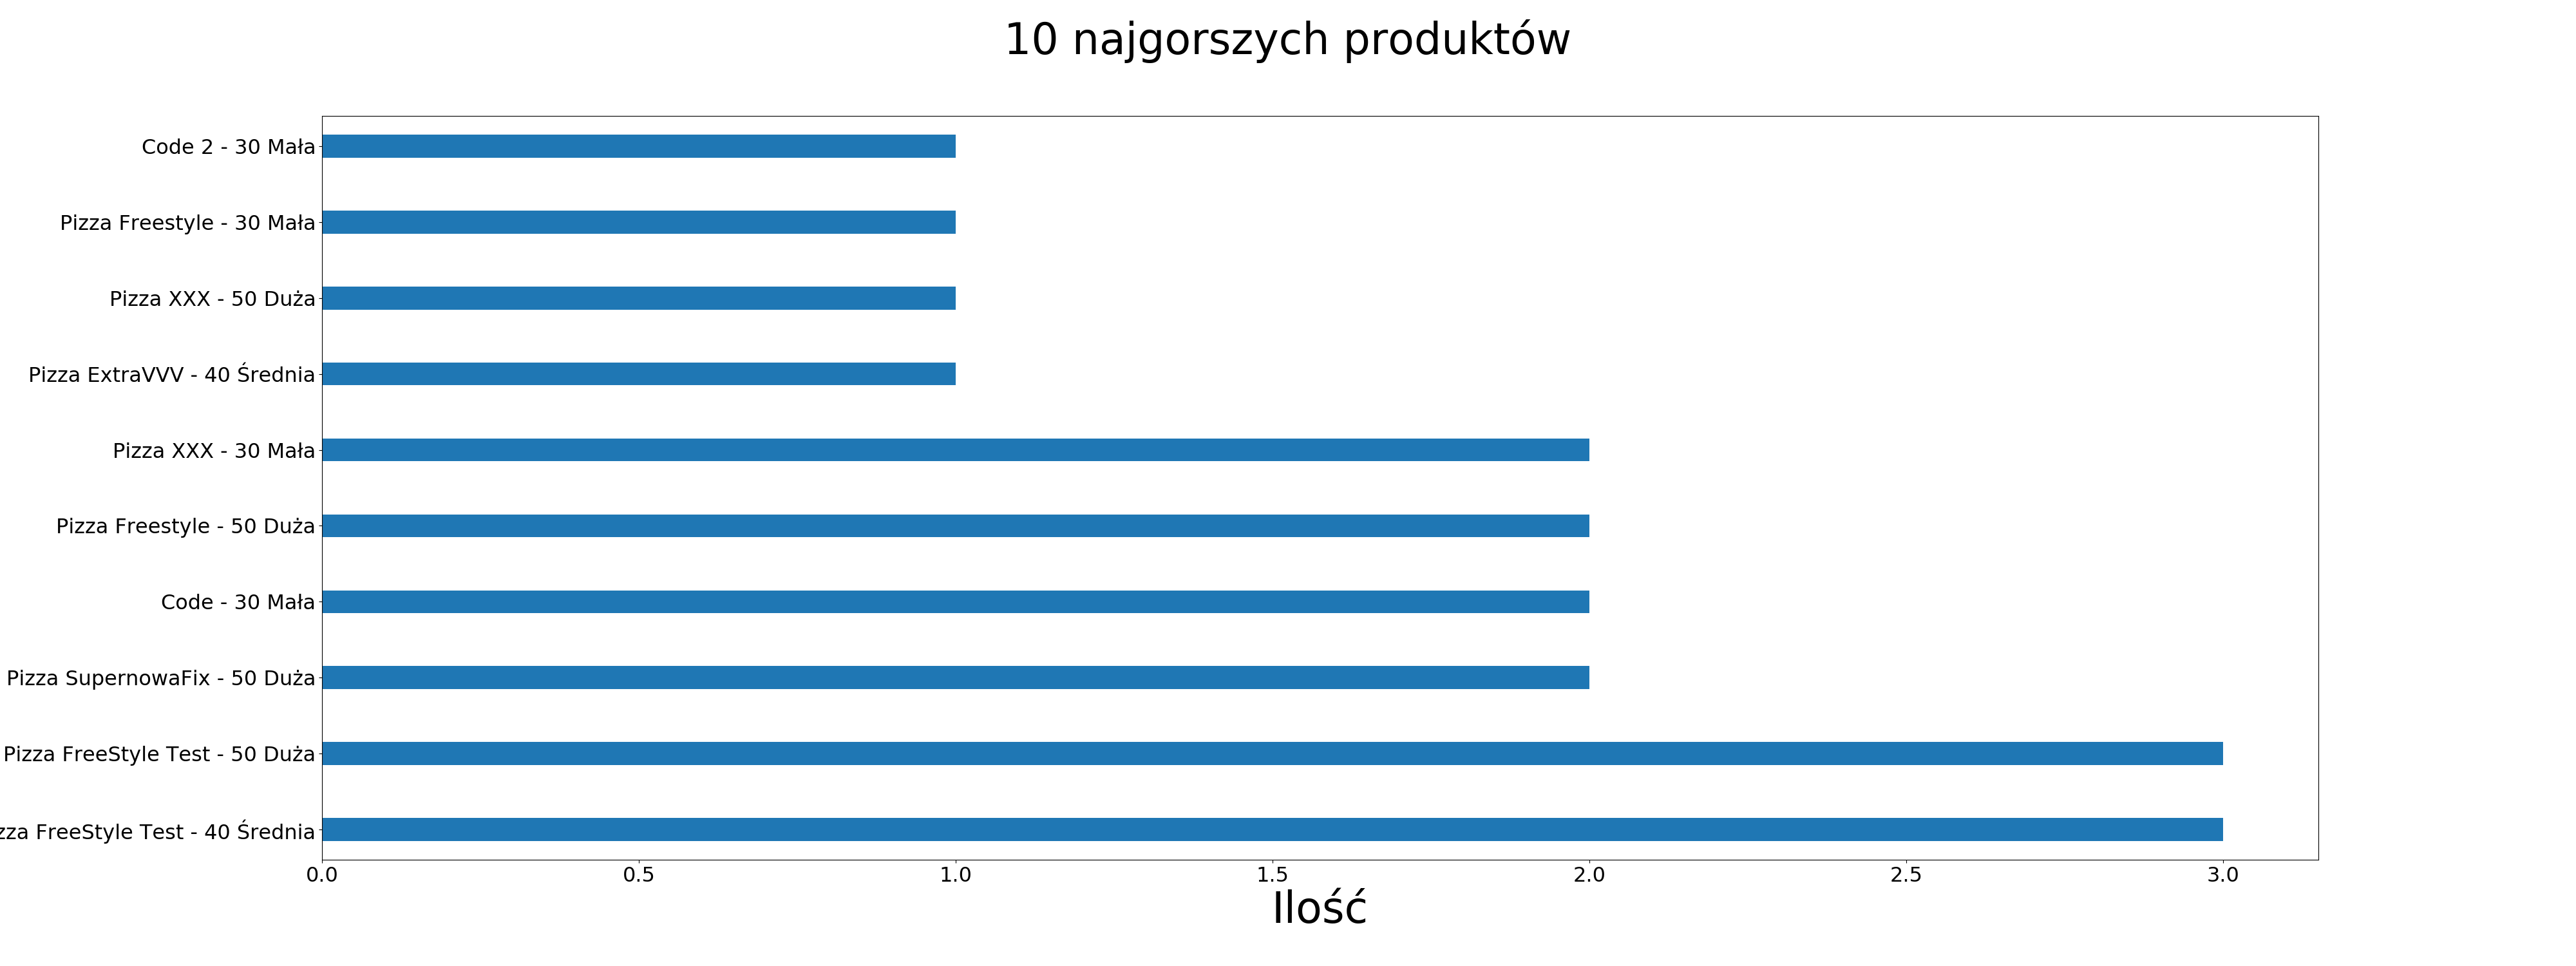 10 najgorszych produktów
Code 2 - 30 Mała
Pizza Freestyle - 30 Mała
Pizza XXX - 50 Duża
Pizza ExtraVVV - 40 Średnia
Pizza XXX - 30 Mała
Pizza Freestyle - 50 Duża
Code - 30 Mała
Pizza SupernowaFix - 50 Duża
Pizza FreeStyle Test - 50 Duża
FreeStyle Test - 40 Średnia
0.0 0.5 1.0 1.5 2.0 2.5 3.0
Ilość